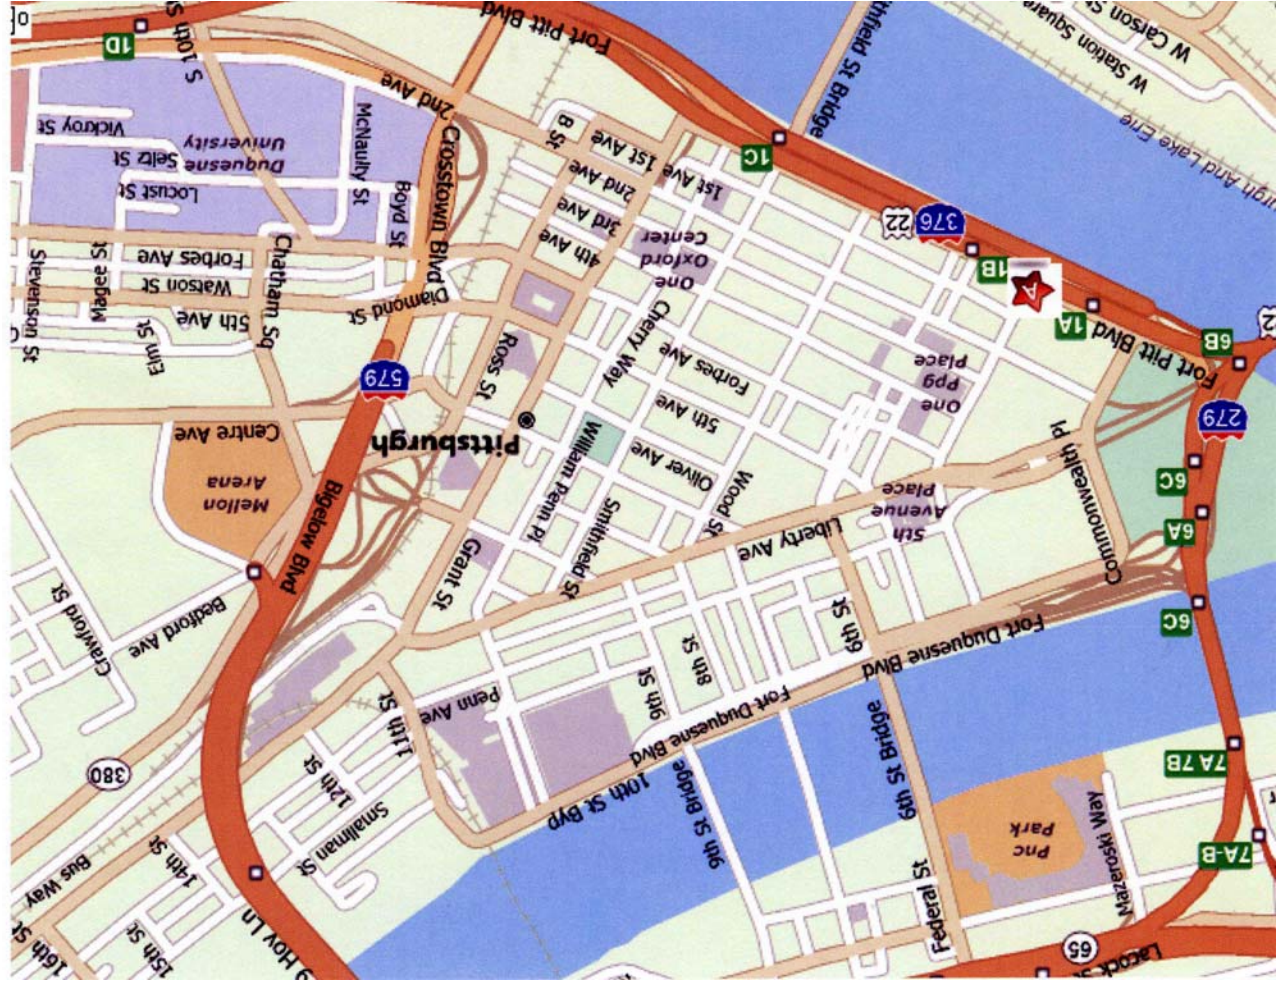 Lacock St
65
9 Hov Ln
16th St
15th St
Federal St
Mazeroski Way
7A-B
Pnc
Park
14th St
Bus Way
Smallman St
12th St
9th St Bridge
6th St Bridge
10th St Byp
7A 7B
380
11th St
Penn Ave
Fort Duquesne Blvd
Fort Duquesne Blvd
9th St
8th St
6th St
6C
Bedford Ave
Crawford St
Grant St
Smithfield St
Liberty Ave
Commonwealth Pl
6A
5th
Avenue
Place
6C
Bigelow Blvd
Mellon
Arena
Centre Ave
William Penn Pl
Oliver Ave
Wood St
Pittsburgh
279
5th Ave
Forbes Ave
Cherry Way
One
Ppg
Place
579
Ross St
Fort Pitt Blvd
6B
1A
A
1B
Stevenson St
Elm St
5th Ave
Magee St
Watson St
Forbes Ave
Chatham Sq
Diamond St
Crosstown Blvd
Boyd St
One
Oxford
Center
4th Ave
3rd Ave
2nd Ave
1st Ave
1st Ave
376
22
Locust St
Seltz St
Vickroy St
Duquesne
University
McNaulty St
B St
2nd Ave
1C
Smithfield St Bridge
burgh And Lake Erie
1D
S 10th S
Fort Pitt Blvd
W Station Square
W Carson St